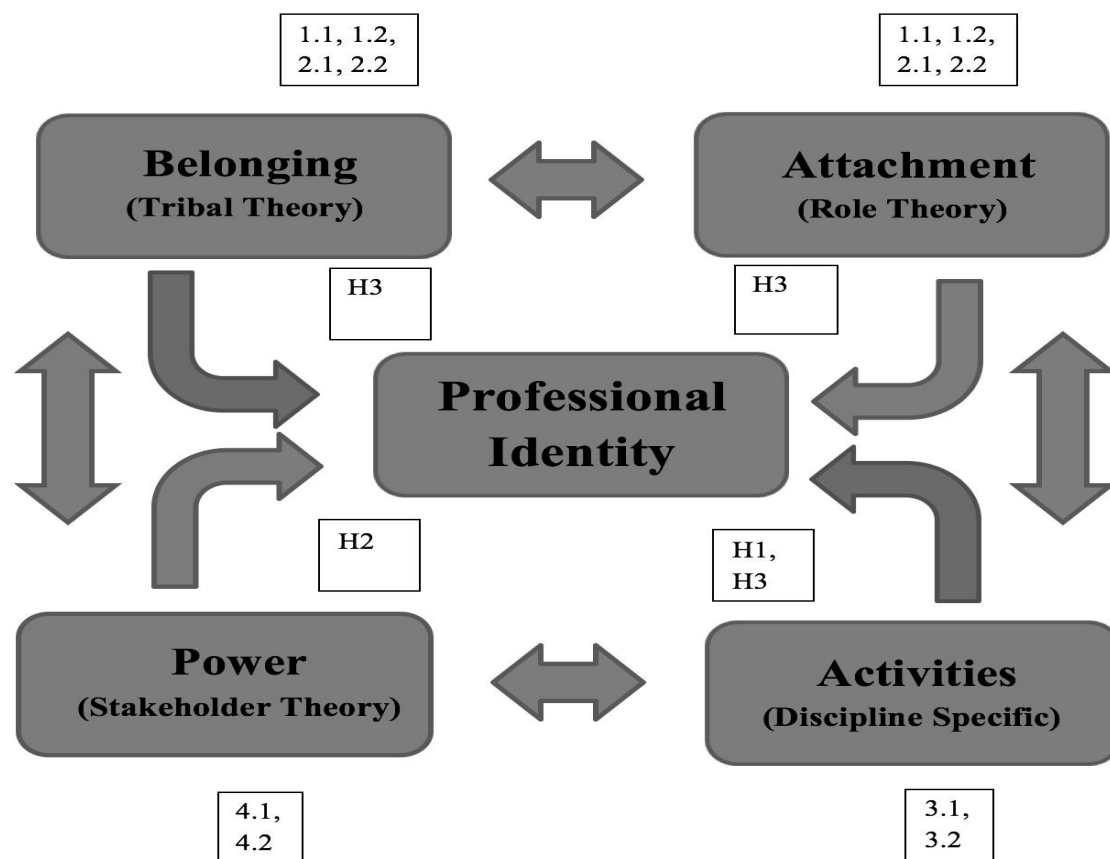 1.1, 1.2,
2.1, 2.2
1.1, 1.2,
2.1, 2.2
Belonging
(Tribal Theory)
Attachment
(Role Theory)
H3
H3
Professional
Identity
H2
H1,
H3
Power
(Stakeholder Theory)
Activities
(Discipline Specific)
4.1,
4.2
3.1,
3.2